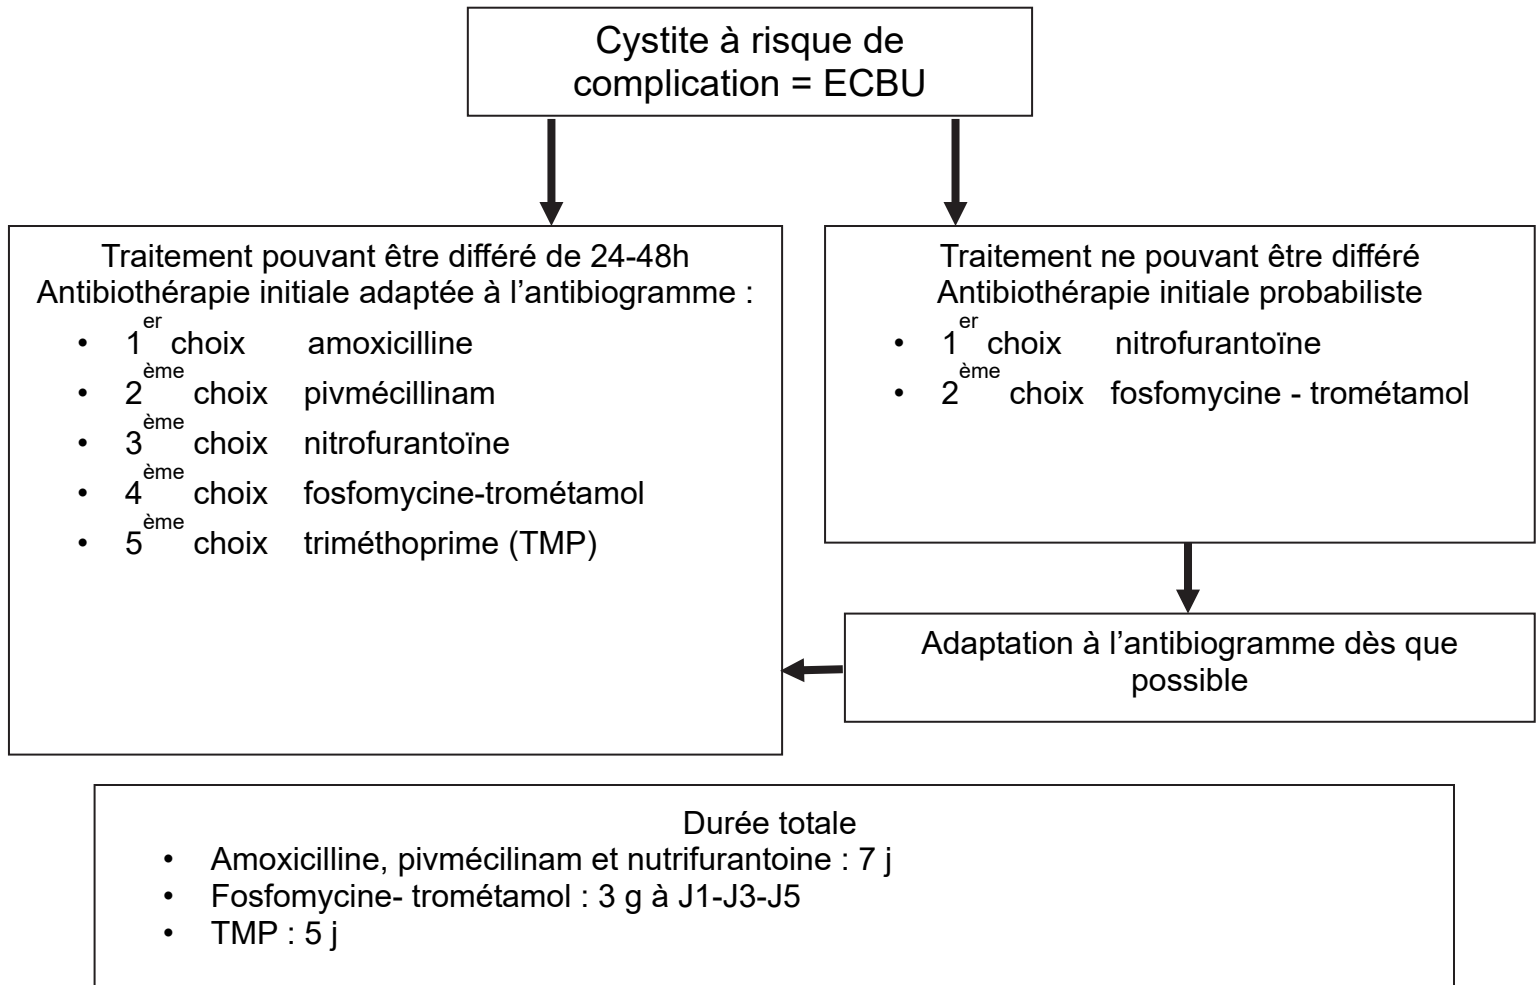 Cystite à risque de
complication = ECBU
Traitement pouvant être différé de 24-48h
Antibiothérapie initiale adaptée à l’antibiogramme :
• 1er choix amoxicilline
• 2ème choix pivmécillinam
• 3ème choix nitrofurantoïne
• 4ème choix fosfomycine-trométamol
• 5ème choix triméthoprime (TMP)
Traitement ne pouvant être différé
Antibiothérapie initiale probabiliste
• 1er choix nitrofurantoïne
• 2ème choix fosfomycine - trométamol
Adaptation à l’antibiogramme dès que
possible
Durée totale
• Amoxicilline, pivmécilinam et nutrifurantoine : 7 j
• Fosfomycine- trométamol : 3 g à J1-J3-J5
• TMP : 5 j